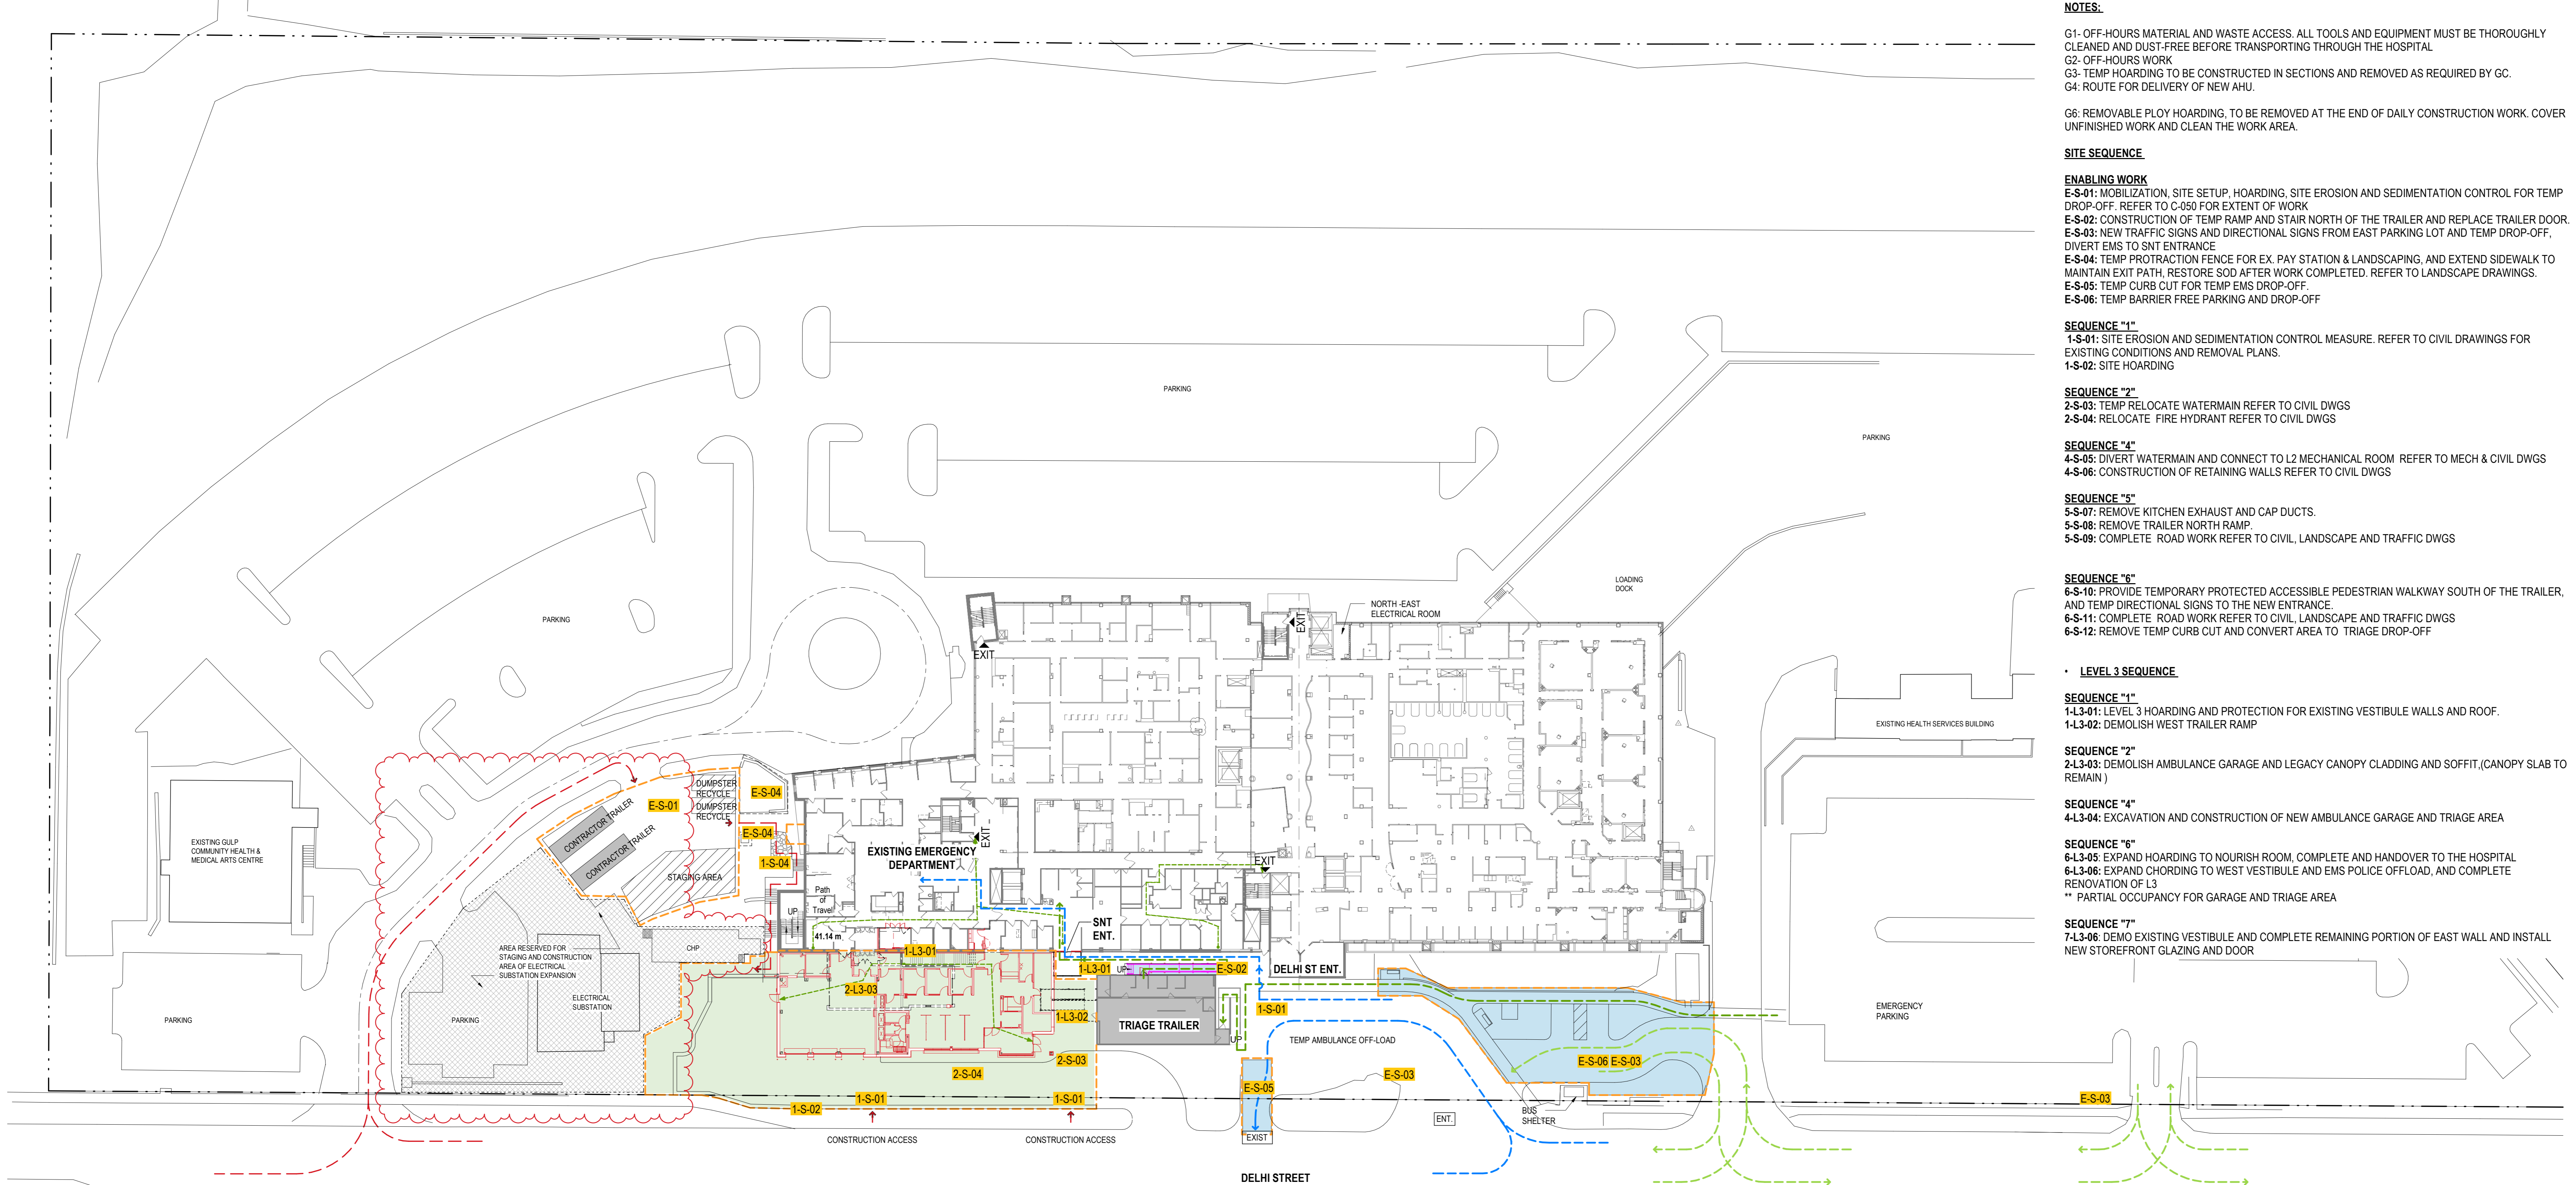 NOTES:
G1- OFF-HOURS MATERIAL AND WASTE ACCESS. ALL TOOLS AND EQUIPMENT MUST BE THOROUGHLY
CLEANED AND DUST-FREE BEFORE TRANSPORTING THROUGH THE HOSPITAL
G2- OFF-HOURS WORK
G3- TEMP HOARDING TO BE CONSTRUCTED IN SECTIONS AND REMOVED AS REQUIRED BY GC.
G4: ROUTE FOR DELIVERY OF NEW AHU.
G6: REMOVABLE PLOY HOARDING, TO BE REMOVED AT THE END OF DAILY CONSTRUCTION WORK. COVER
UNFINISHED WORK AND CLEAN THE WORK AREA.
SITE SEQUENCE
ENABLING WORK
E-S-01: MOBILIZATION, SITE SETUP, HOARDING, SITE EROSION AND SEDIMENTATION CONTROL FOR TEMP
DROP-OFF. REFER TO C-050 FOR EXTENT OF WORK
E-S-02: CONSTRUCTION OF TEMP RAMP AND STAIR NORTH OF THE TRAILER AND REPLACE TRAILER DOOR.
E-S-03: NEW TRAFFIC SIGNS AND DIRECTIONAL SIGNS FROM EAST PARKING LOT AND TEMP DROP-OFF,
DIVERT EMS TO SNT ENTRANCE
E-S-04: TEMP PROTRACTION FENCE FOR EX. PAY STATION & LANDSCAPING, AND EXTEND SIDEWALK TO
MAINTAIN EXIT PATH, RESTORE SOD AFTER WORK COMPLETED. REFER TO LANDSCAPE DRAWINGS.
E-S-05: TEMP CURB CUT FOR TEMP EMS DROP-OFF.
E-S-06: TEMP BARRIER FREE PARKING AND DROP-OFF
SEQUENCE "1"
1-S-01: SITE EROSION AND SEDIMENTATION CONTROL MEASURE. REFER TO CIVIL DRAWINGS FOR
EXISTING CONDITIONS AND REMOVAL PLANS.
1-S-02: SITE HOARDING
SEQUENCE "2"
2-S-03: TEMP RELOCATE WATERMAIN REFER TO CIVIL DWGS
2-S-04: RELOCATE FIRE HYDRANT REFER TO CIVIL DWGS
SEQUENCE "4"
4-S-05: DIVERT WATERMAIN AND CONNECT TO L2 MECHANICAL ROOM REFER TO MECH & CIVIL DWGS
4-S-06: CONSTRUCTION OF RETAINING WALLS REFER TO CIVIL DWGS
SEQUENCE "5"
5-S-07: REMOVE KITCHEN EXHAUST AND CAP DUCTS.
5-S-08: REMOVE TRAILER NORTH RAMP.
5-S-09: COMPLETE ROAD WORK REFER TO CIVIL, LANDSCAPE AND TRAFFIC DWGS
SEQUENCE "6"
6-S-10: PROVIDE TEMPORARY PROTECTED ACCESSIBLE PEDESTRIAN WALKWAY SOUTH OF THE TRAILER,
AND TEMP DIRECTIONAL SIGNS TO THE NEW ENTRANCE.
6-S-11: COMPLETE ROAD WORK REFER TO CIVIL, LANDSCAPE AND TRAFFIC DWGS
6-S-12: REMOVE TEMP CURB CUT AND CONVERT AREA TO TRIAGE DROP-OFF
• LEVEL 3 SEQUENCE
SEQUENCE "1"
1-L3-01: LEVEL 3 HOARDING AND PROTECTION FOR EXISTING VESTIBULE WALLS AND ROOF.
1-L3-02: DEMOLISH WEST TRAILER RAMP
SEQUENCE "2"
2-L3-03: DEMOLISH AMBULANCE GARAGE AND LEGACY CANOPY CLADDING AND SOFFIT,(CANOPY SLAB TO
REMAIN )
SEQUENCE "4"
4-L3-04: EXCAVATION AND CONSTRUCTION OF NEW AMBULANCE GARAGE AND TRIAGE AREA
SEQUENCE "6"
6-L3-05: EXPAND HOARDING TO NOURISH ROOM, COMPLETE AND HANDOVER TO THE HOSPITAL
6-L3-06: EXPAND CHORDING TO WEST VESTIBULE AND EMS POLICE OFFLOAD, AND COMPLETE
RENOVATION OF L3
** PARTIAL OCCUPANCY FOR GARAGE AND TRIAGE AREA
SEQUENCE "7"
7-L3-06: DEMO EXISTING VESTIBULE AND COMPLETE REMAINING PORTION OF EAST WALL AND INSTALL
NEW STOREFRONT GLAZING AND DOOR
PARKING
PARKING
LOADING
DOCK
NORTH -EAST
ELECTRICAL ROOM
EXIT
EXIT
PARKING
EXISTING HEALTH SERVICES BUILDING
DUMPSTER
RECYCLE
DUMPSTER
RECYCLE
E-S-04
E-S-01
CONTRACTOR TRAILER
CONTRACTOR TRAILER
E-S-04
1-S-04
STAGING AREA
EXISTING GULP
COMMUNITY HEALTH &
MEDICAL ARTS CENTRE
EXISTING EMERGENCY
DEPARTMENT
EXIT
EXIT
Path
of
Travel
UP
41.14 m
SNT
ENT.
CHP
AREA RESERVED FOR
STAGING AND CONSTRUCTION
AREA OF ELECTRICAL
SUBSTATION EXPANSION
1-L3-01
1-L3-01
UP
E-S-02
DELHI ST ENT.
2-L3-03
ELECTRICAL
SUBSTATION
PARKING
PARKING
1-L3-02
TRIAGE TRAILER
1-S-01
UP
TEMP AMBULANCE OFF-LOAD
EMERGENCY
PARKING
2-S-03
2-S-04
E-S-06 E-S-03
E-S-05
E-S-03
E-S-03
1-S-02
1-S-01
1-S-01
BUS
SHELTER
ENT.
EXIST
CONSTRUCTION ACCESS
CONSTRUCTION ACCESS
DELHI STREET